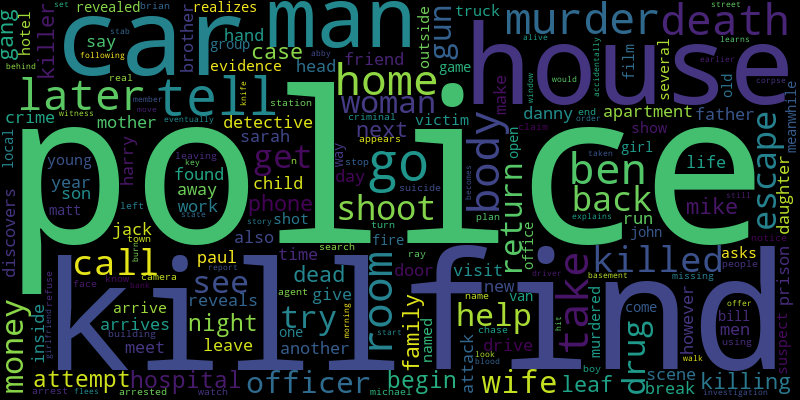 set revealed brian
gang hotel killer
say stab following
brother realizes
group hand
case evidence head
gun outside
truck alive
murder death
several old
street learns behind
car man house
later tell home woman
friend real game make film
accidentally earlier corpse window would
abby knife member move eventually
crime mother detective station criminal
victim danny end order
apartment father meanwhile
witness sarah next appears claim
show girl
police
local young year son matt
harry found away work key
leaving get child phone
n way day stop suicide
go body becomes
open ben back life
escape daughter
discovers left jack town also
state story shot time turn fire
shoot plan return run mike
taken still
paul burn search ray office explains john notice
kill find
call see room dead door visit
camera report agent give
face know bank
arrive arrives reveals
basement driver missing people asks
killed take
name new van
money inside girlfriend refuse
building meet night leave one another
morning start try
family named help chase drive
hit murdered come
offer bill men using however
suspect prison
attempt hospital officer begin
look blood attack wife leaf
boy drug scene break killing walk
arrest flees arrested watch michael
investigation